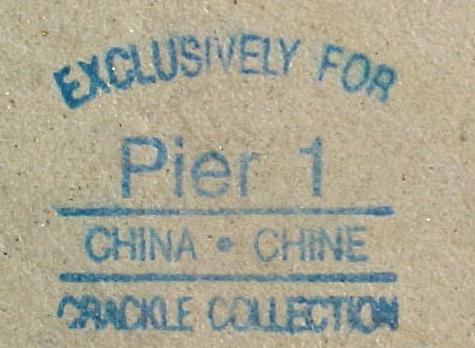 EXCLUSIVELY FOR
Pier 1
CHINA • CHINE
CRACKLE COLLECTION